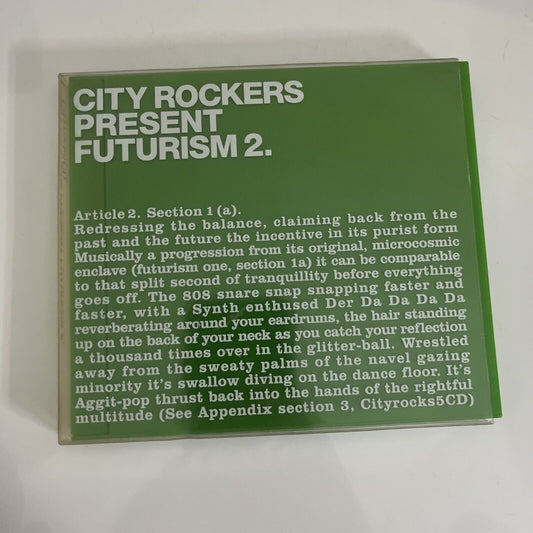 CITY ROCKERS
PRESENT
FUTURISM 2.
Article 2. Section 1 (a).
Redressing the balance, claiming back from the
past and the future the incentive in its purist form
Musically a progression from its original, microcosmic
enclave (futurism one, section 1a) it can be comparable
to that split second of tranquillity before everything
goes off. The 808 snare snap snapping faster and
faster, with a Synth enthused Der Da Da Da Da
reverberating around your eardrums, the hair standing
up on the back of your neck as you catch your reflection
a thousand times over in the glitter-ball. Wrestled
away from the sweaty palms of the navel gazing
minority it's swallow diving on the dance floor. It's
Aggit-pop thrust back into the hands of the rightful
multitude (See Appendix section 3, Cityrocks5CD)